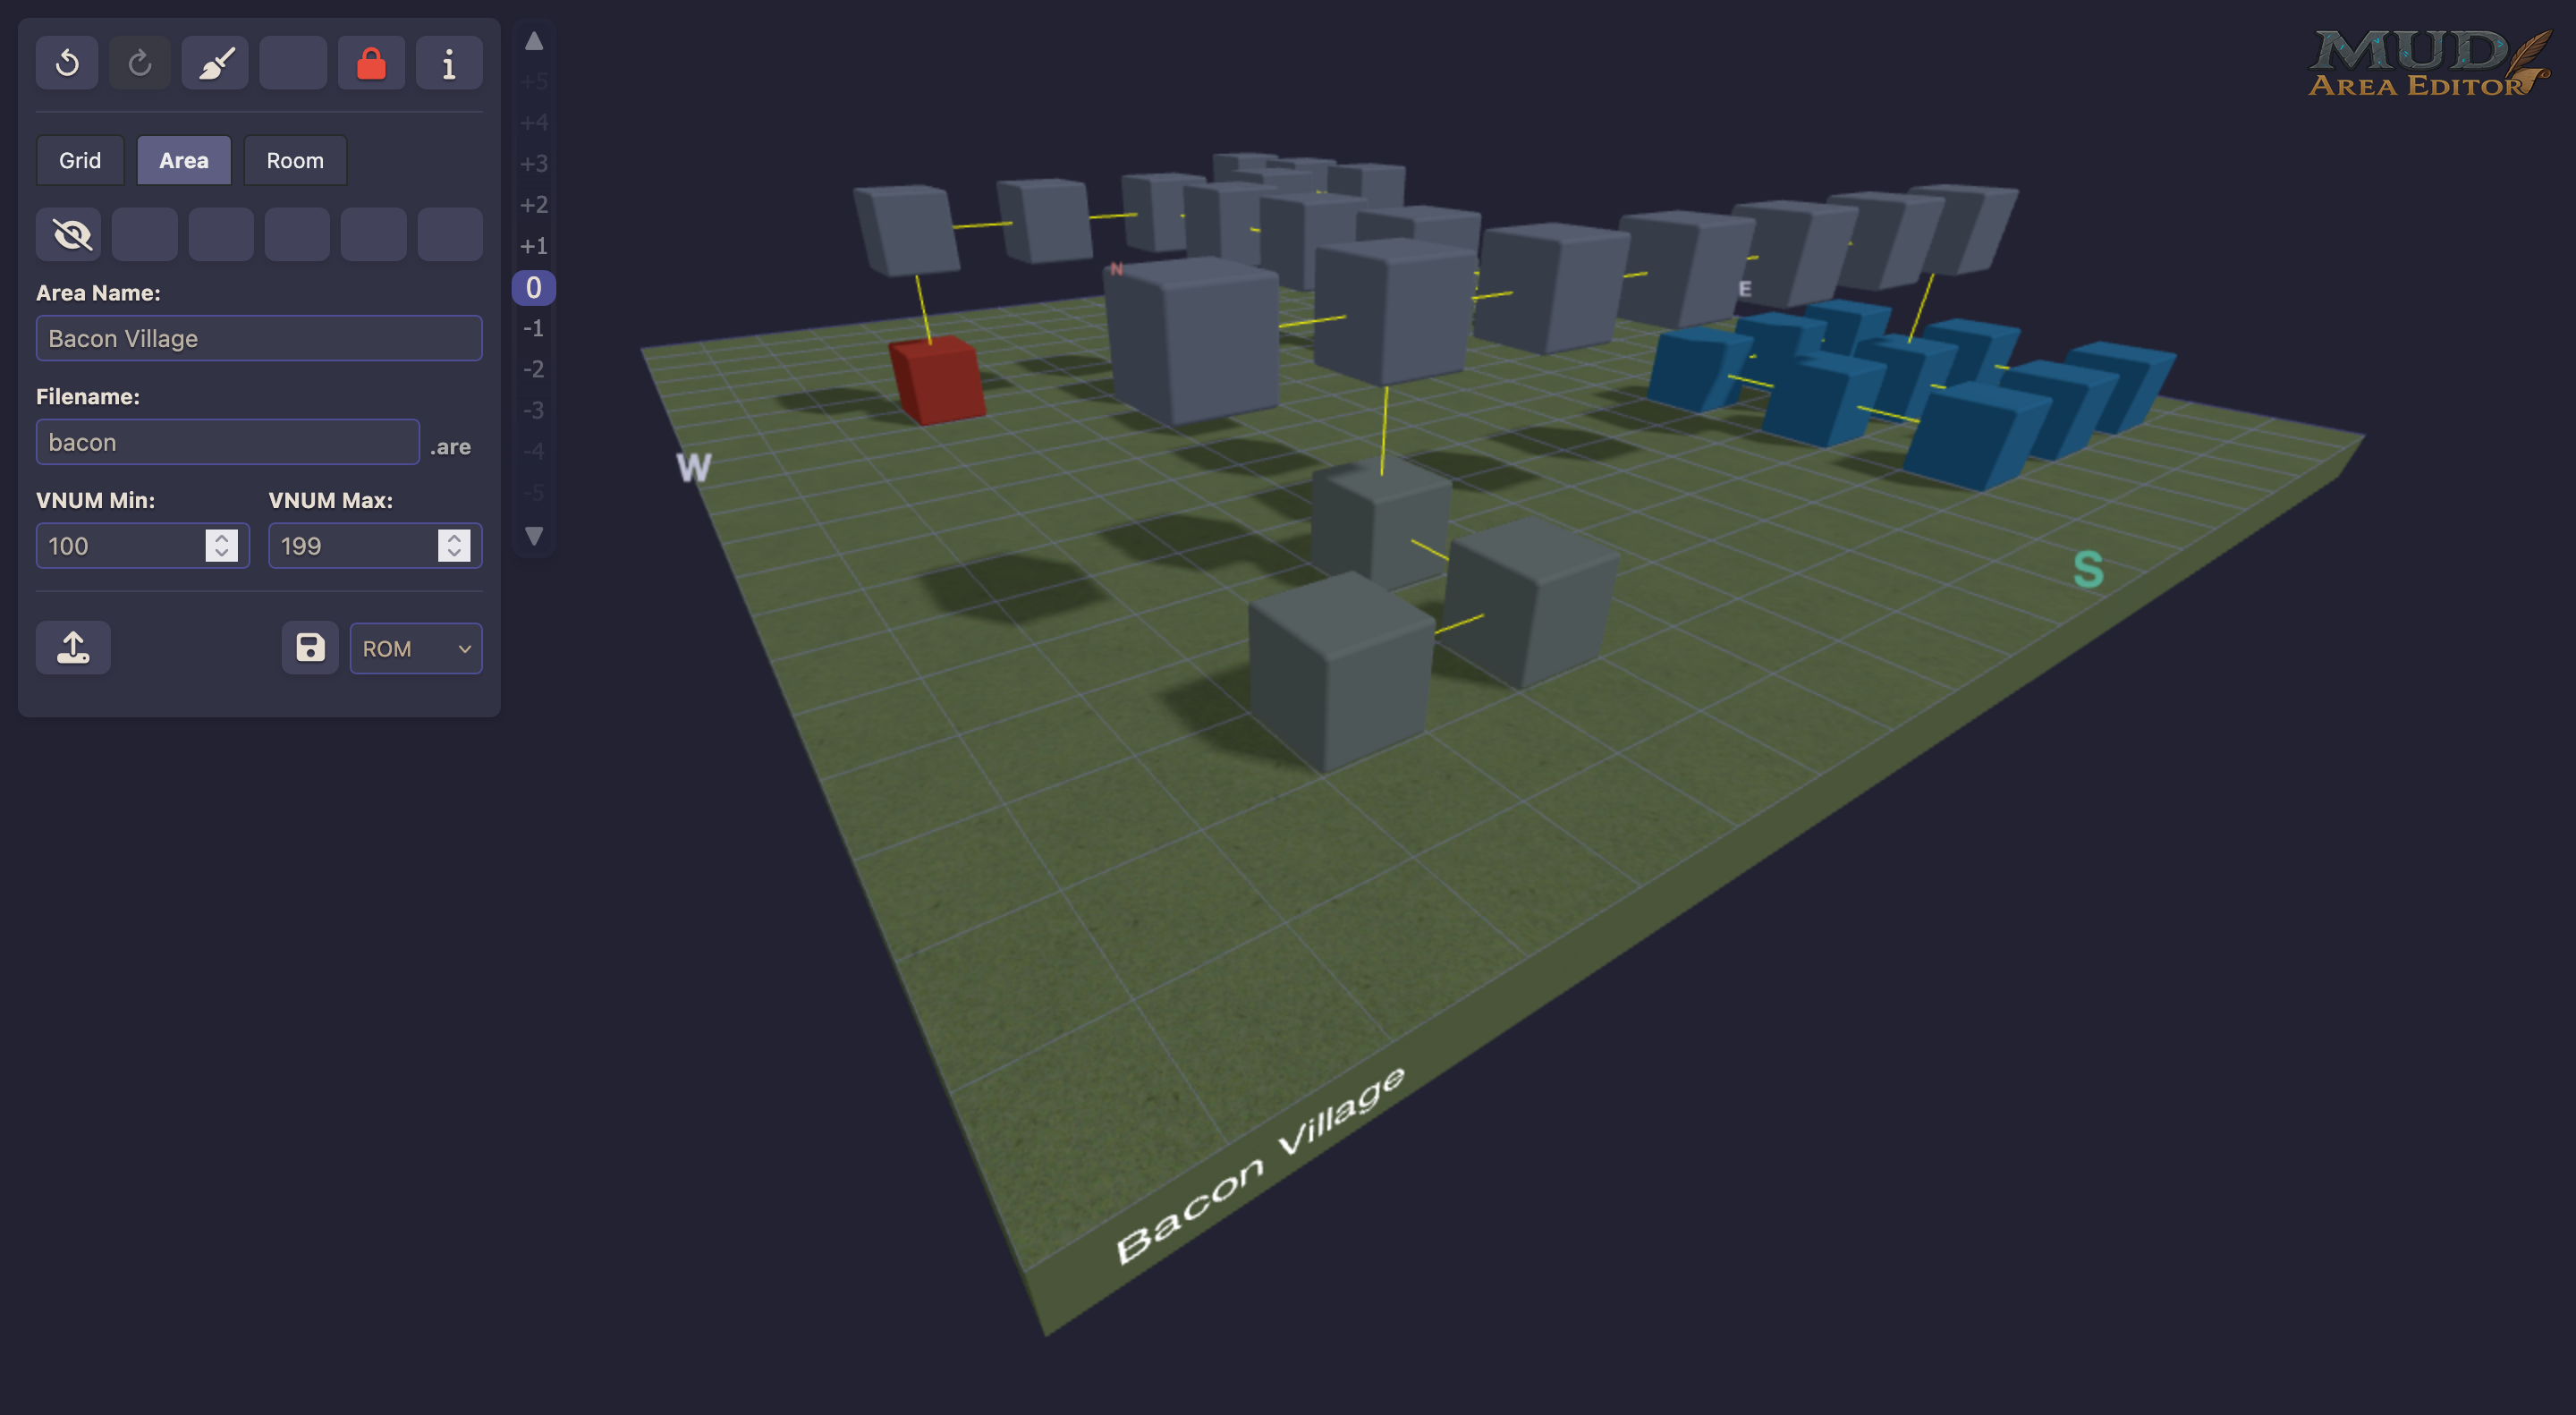 MUD
AREA EDITOR
Grid
Area
Room
Area Name:
Bacon Village
Filename:
bacon
.are
VNUM Min:
VNUM Max:
100
199
ROM
+5
+4
+3
+2
+1
0
-1
-2
-3
-4
-5
N
E
W
S
Bacon Village